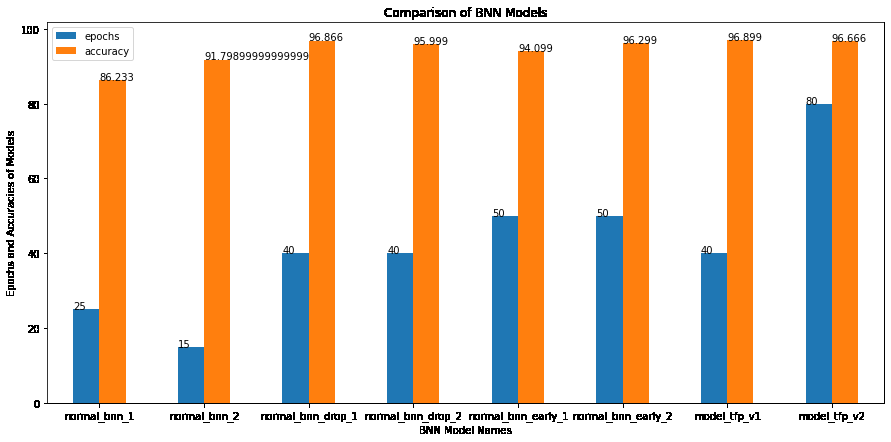 Comparison of BNN Models
epochs
accuracy
100
80
60
40
20
0
Epochs and Accuracies of Models
25
86.233
15
91.79899999999999
40
96.866
40
95.999
50
94.099
50
96.299
40
96.899
80
96.666
normal_bnn_1
normal_bnn_2
normal_bnn_drop_1
normal_bnn_drop_2
normal_bnn_early_1
normal_bnn_early_2
model_tfp_v1
model_tfp_v2
BNN Model Names